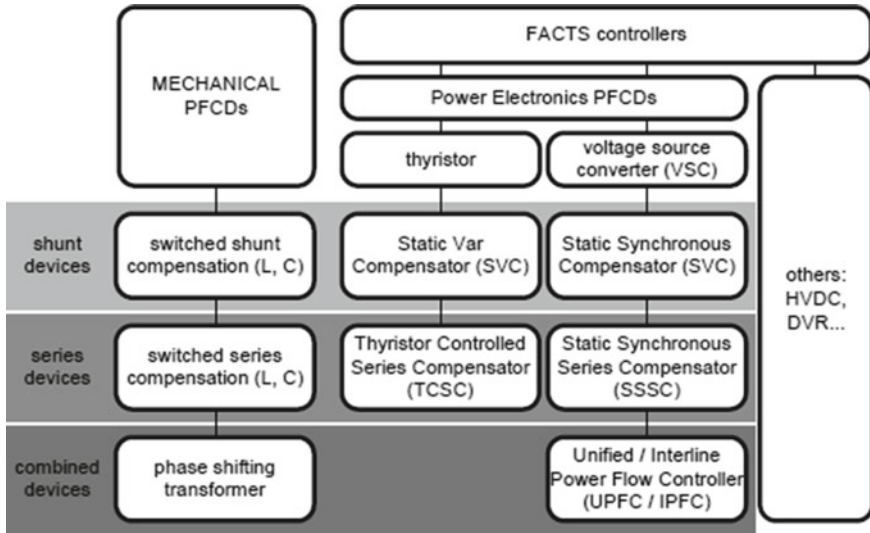 FACTS controllers
MECHANICAL
PFCDs
Power Electronics PFCDs
thyristor
voltage source
converter (VSC)
shunt
devices
switched shunt
compensation (L, C)
Static Var
Compensator (SVC)
Static Synchronous
Compensator (SVC)
others:
HVDC,
DVR...
series
devices
switched series
compensation (L, C)
Thyristor Controlled
Series Compensator
(TCSC)
Static Synchronous
Series Compensator
(SSSC)
combined
devices
phase shifting
transformer
Unified / Interline
Power Flow Controller
(UPFC / IPFC)